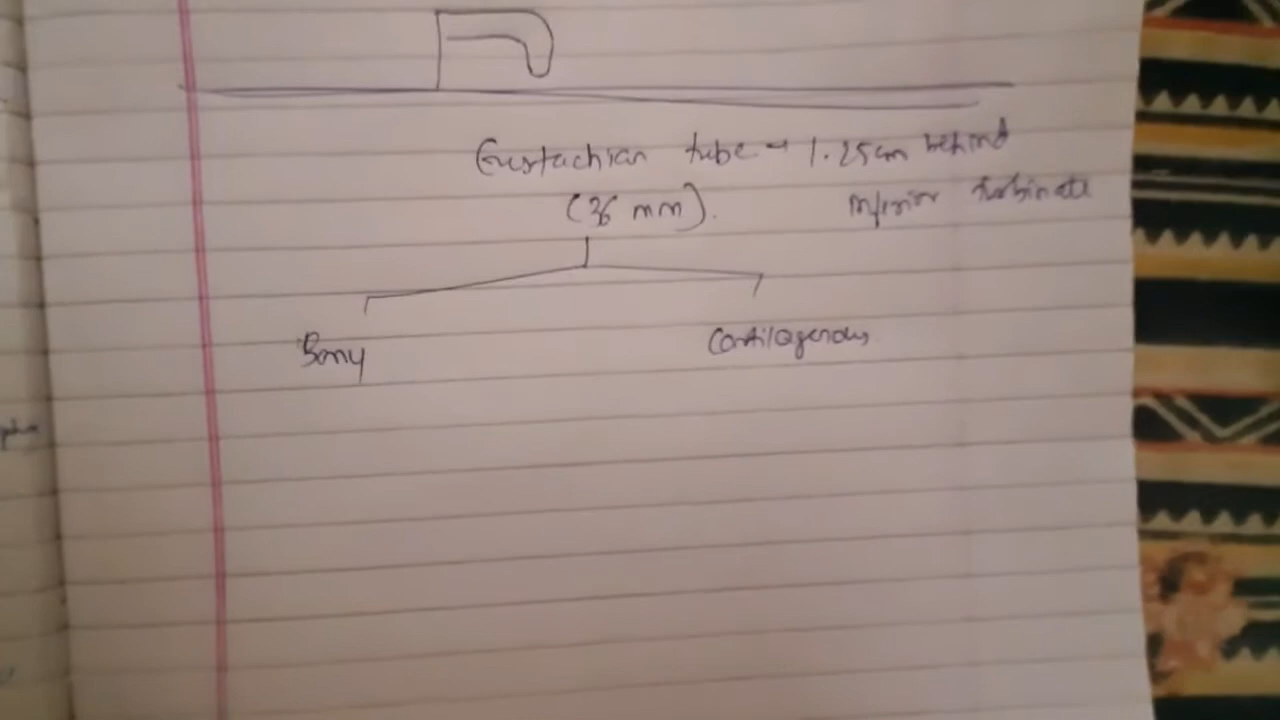 Eustachian tube → 1.25cm behind
(36 mm). inferior turbinate
Bony Cartilagenous